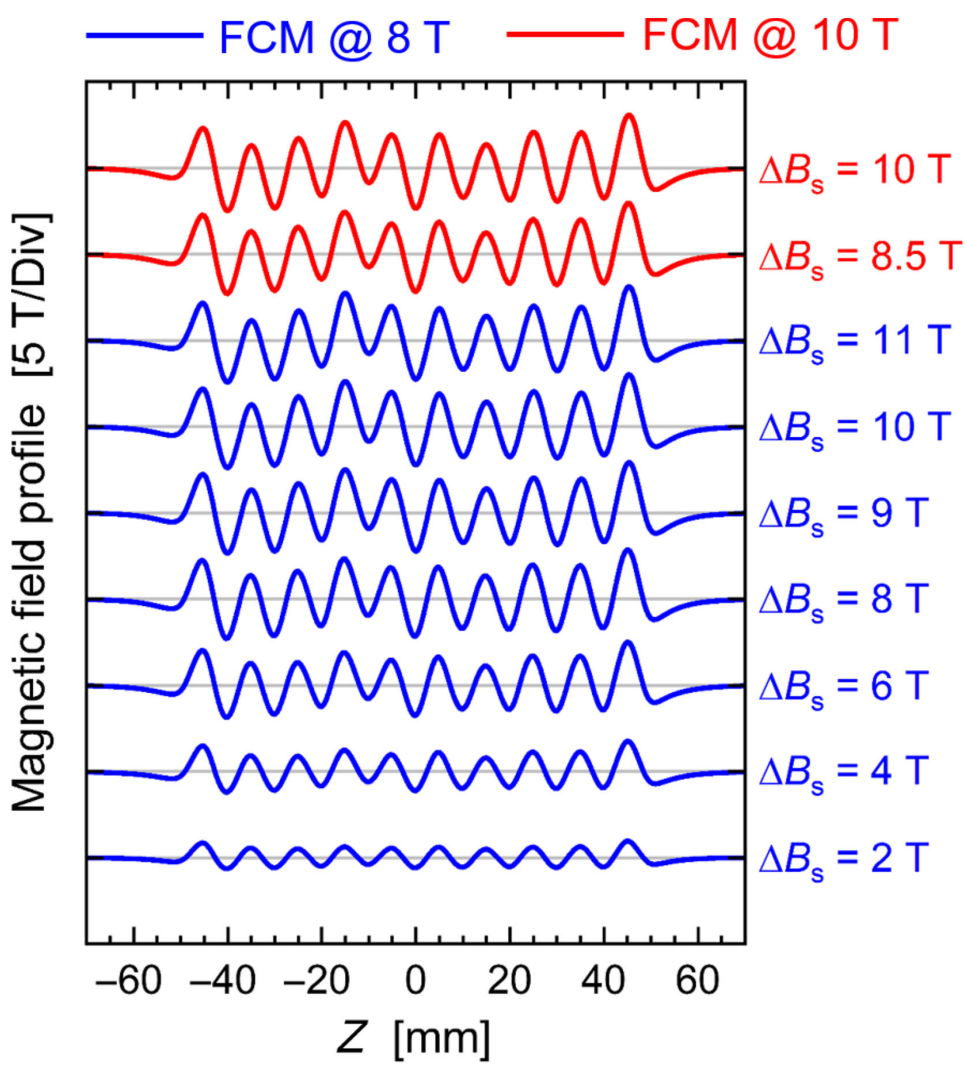 FCM @ 8 T FCM @ 10 T
ΔBs = 10 T
ΔBs = 8.5 T
ΔBs = 11 T
ΔBs = 10 T
ΔBs = 9 T
ΔBs = 8 T
ΔBs = 6 T
ΔBs = 4 T
ΔBs = 2 T
Magnetic field profile [5 T/Div]
–60 –40 –20 0 20 40 60
Z [mm]